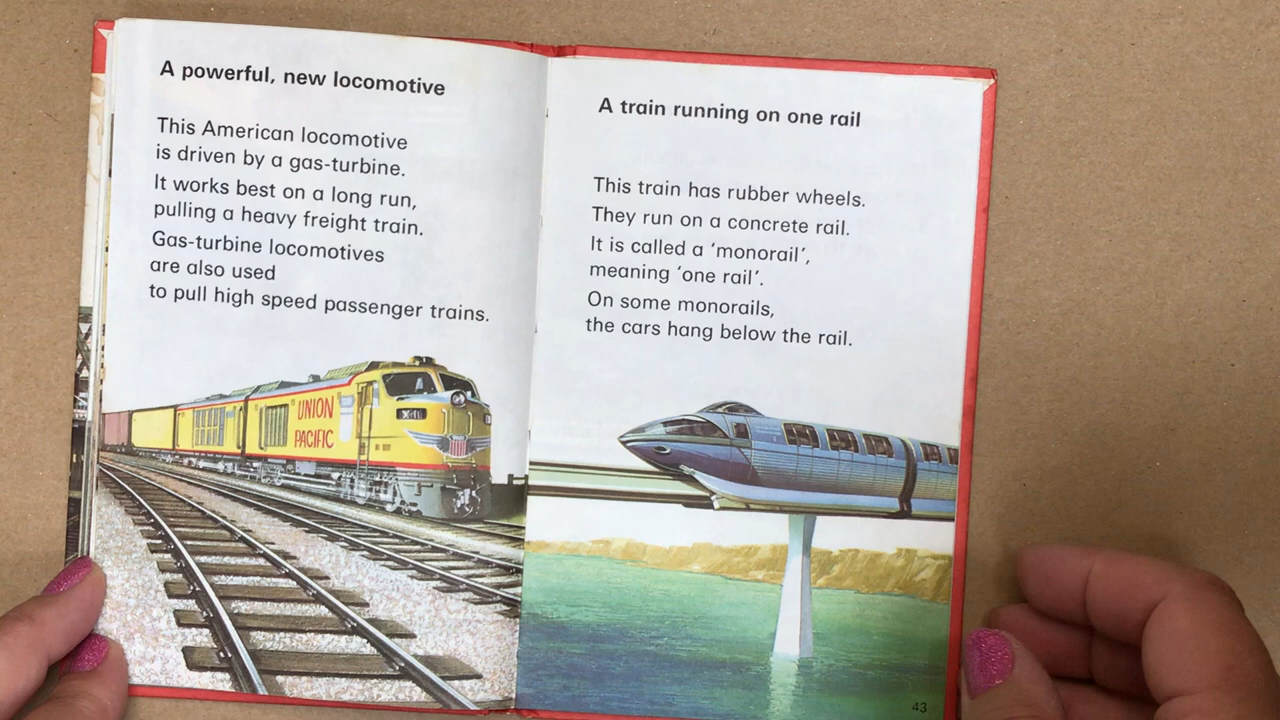 A powerful, new locomotive
This American locomotive
is driven by a gas-turbine.
It works best on a long run,
pulling a heavy freight train.
Gas-turbine locomotives
are also used
to pull high speed passenger trains.
UNION
PACIFIC
A train running on one rail
This train has rubber wheels.
They run on a concrete rail.
It is called a ‘monorail’,
meaning ‘one rail’.
On some monorails,
the cars hang below the rail.
43